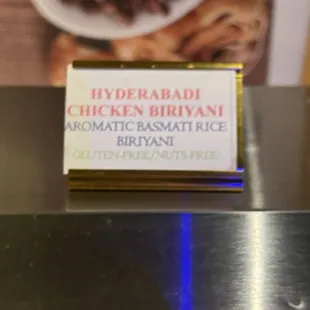 HYDERABADI
CHICKEN BIRIYANI
AROMATIC BASMATI RICE
BIRIYANI
GLUTEN-FREE/NUTS-FREE